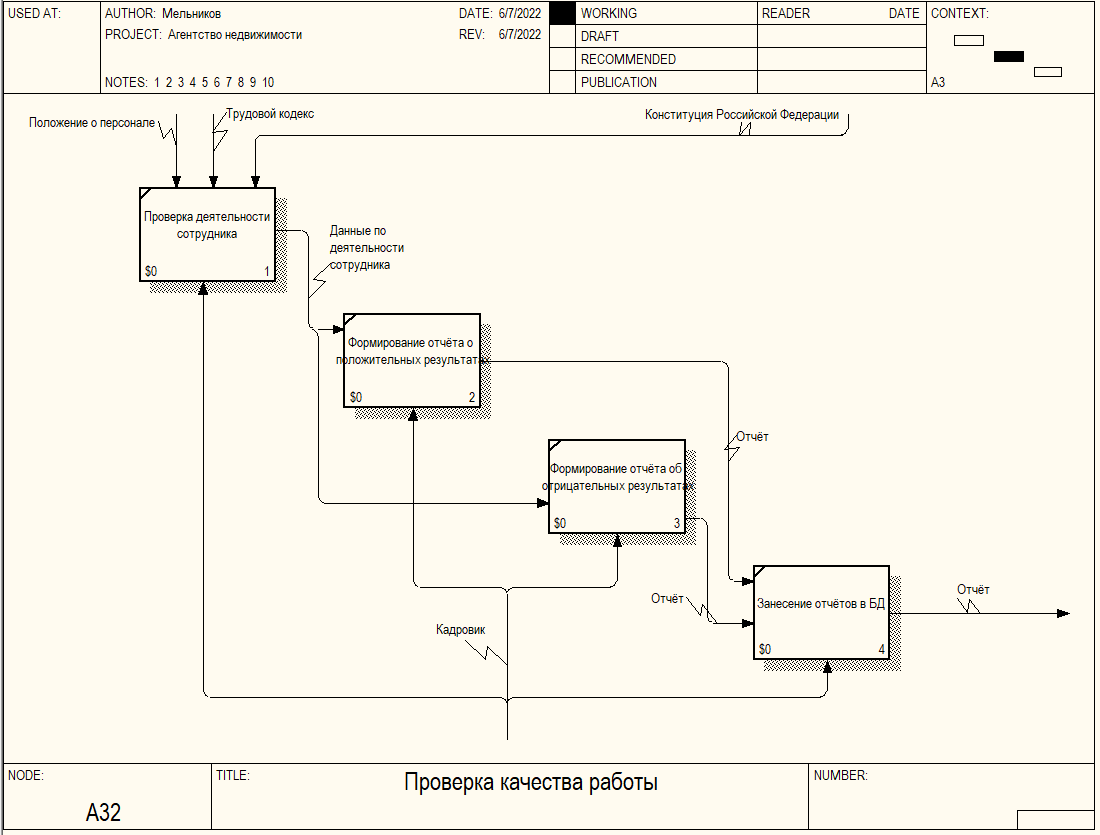 USED AT:
AUTHOR: Мельников
DATE: 6/7/2022
WORKING
READER
DATE
CONTEXT:
PROJECT: Агентство недвижимости
REV: 6/7/2022
DRAFT
RECOMMENDED
NOTES: 1 2 3 4 5 6 7 8 9 10
PUBLICATION
A3
Положение о персонале
Трудовой кодекс
Конституция Российской Федерации
Проверка деятельности
сотрудника
$0
1
Данные по
деятельности
сотрудника
Формирование отчёта о
положительных результатах
$0
2
Отчёт
Формирование отчёта об
отрицательных результатах
$0
3
Отчёт
Занесение отчётов в БД
$0
4
Отчёт
Кадровик
NODE:
TITLE:
Проверка качества работы
NUMBER:
A32